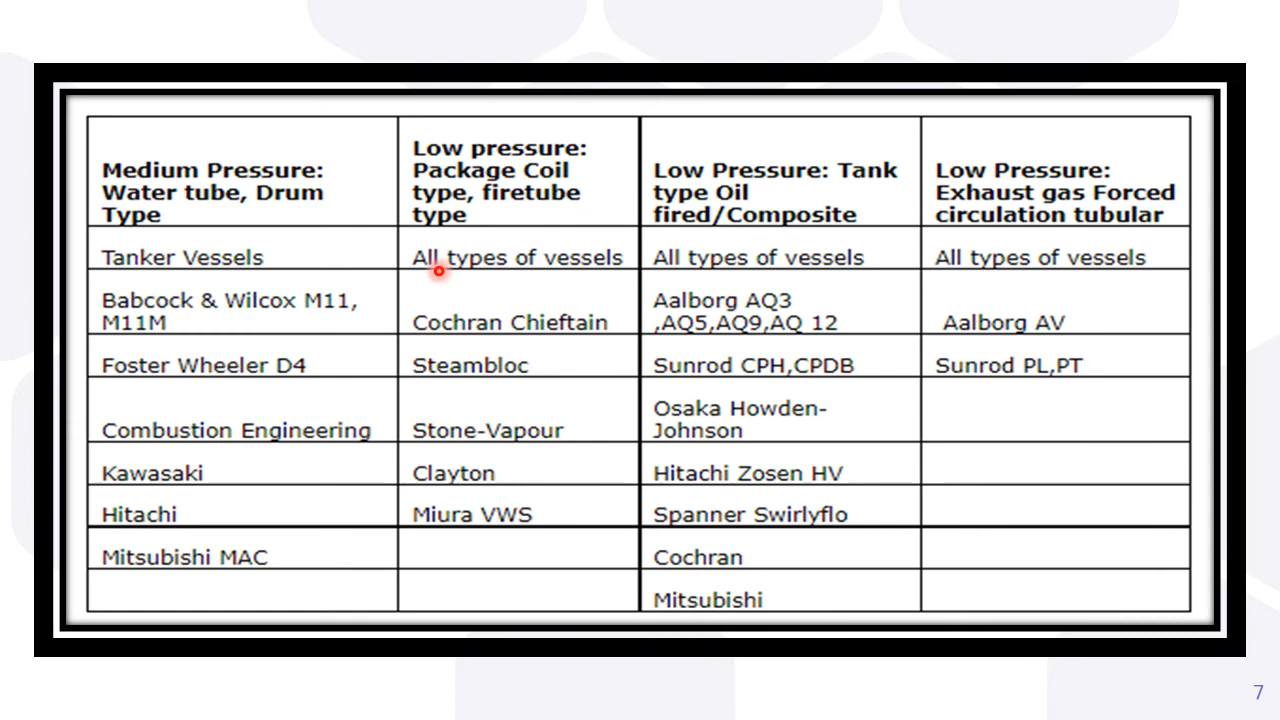 Medium Pressure:
Water tube, Drum
Type
Low pressure:
Package Coil
type, firetube
type
Low Pressure: Tank
type Oil
fired/Composite
Low Pressure:
Exhaust gas Forced
circulation tubular
Tanker Vessels
All types of vessels
All types of vessels
All types of vessels
Babcock & Wilcox M11,
M11M
Cochran Chieftain
Aalborg AQ3
,AQ5,AQ9,AQ 12
Aalborg AV
Foster Wheeler D4
Steambloc
Sunrod CPH,CPDB
Sunrod PL,PT
Combustion Engineering
Stone-Vapour
Osaka Howden-
Johnson
Kawasaki
Clayton
Hitachi Zosen HV
Hitachi
Miura VWS
Spanner Swirlyflo
Mitsubishi MAC
Cochran
Mitsubishi
7